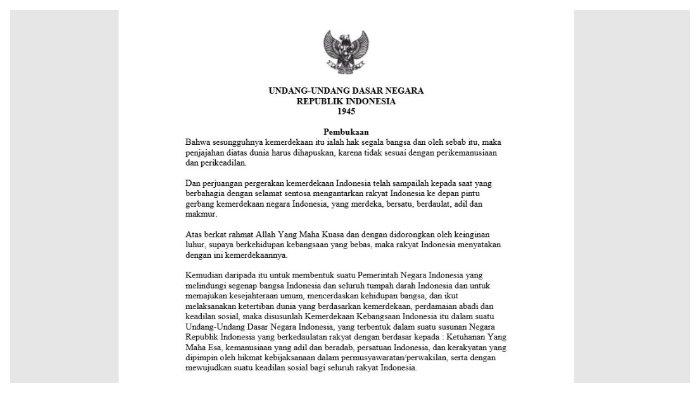 UNDANG-UNDANG DASAR NEGARA
REPUBLIK INDONESIA
1945
Pembukaan
Bahwa sesungguhnya kemerdekaan itu ialah hak segala bangsa dan oleh sebab itu, maka
penjajahan diatas dunia harus dihapuskan, karena tidak sesuai dengan perikemanusiaan
dan perikeadilan.
Dan perjuangan pergerakan kemerdekaan Indonesia telah sampailah kepada saat yang
berbahagia dengan selamat sentosa mengantarkan rakyat Indonesia ke depan pintu
gerbang kemerdekaan negara Indonesia, yang merdeka, bersatu, berdaulat, adil dan
makmur.
Atas berkat rahmat Allah Yang Maha Kuasa dan dengan didorongkan oleh keinginan
luhur, supaya berkehidupan kebangsaan yang bebas, maka rakyat Indonesia menyatakan
dengan ini kemerdekaannya.
Kemudian daripada itu untuk membentuk suatu Pemerintah Negara Indonesia yang
melindungi segenap bangsa Indonesia dan seluruh tumpah darah Indonesia dan untuk
memajukan kesejahteraan umum, mencerdaskan kehidupan bangsa, dan ikut
melaksanakan ketertiban dunia yang berdasarkan kemerdekaan, perdamaian abadi dan
keadilan sosial, maka disusunlah Kemerdekaan Kebangsaan Indonesia itu dalam suatu
Undang-Undang Dasar Negara Indonesia, yang terbentuk dalam suatu susunan Negara
Republik Indonesia yang berkedaulatan rakyat dengan berdasar kepada : Ketuhanan Yang
Maha Esa, kemanusiaan yang adil dan beradab, persatuan Indonesia, dan kerakyatan yang
dipimpin oleh hikmat kebijaksanaan dalam permusyawaratan/perwakilan, serta dengan
mewujudkan suatu keadilan sosial bagi seluruh rakyat Indonesia.